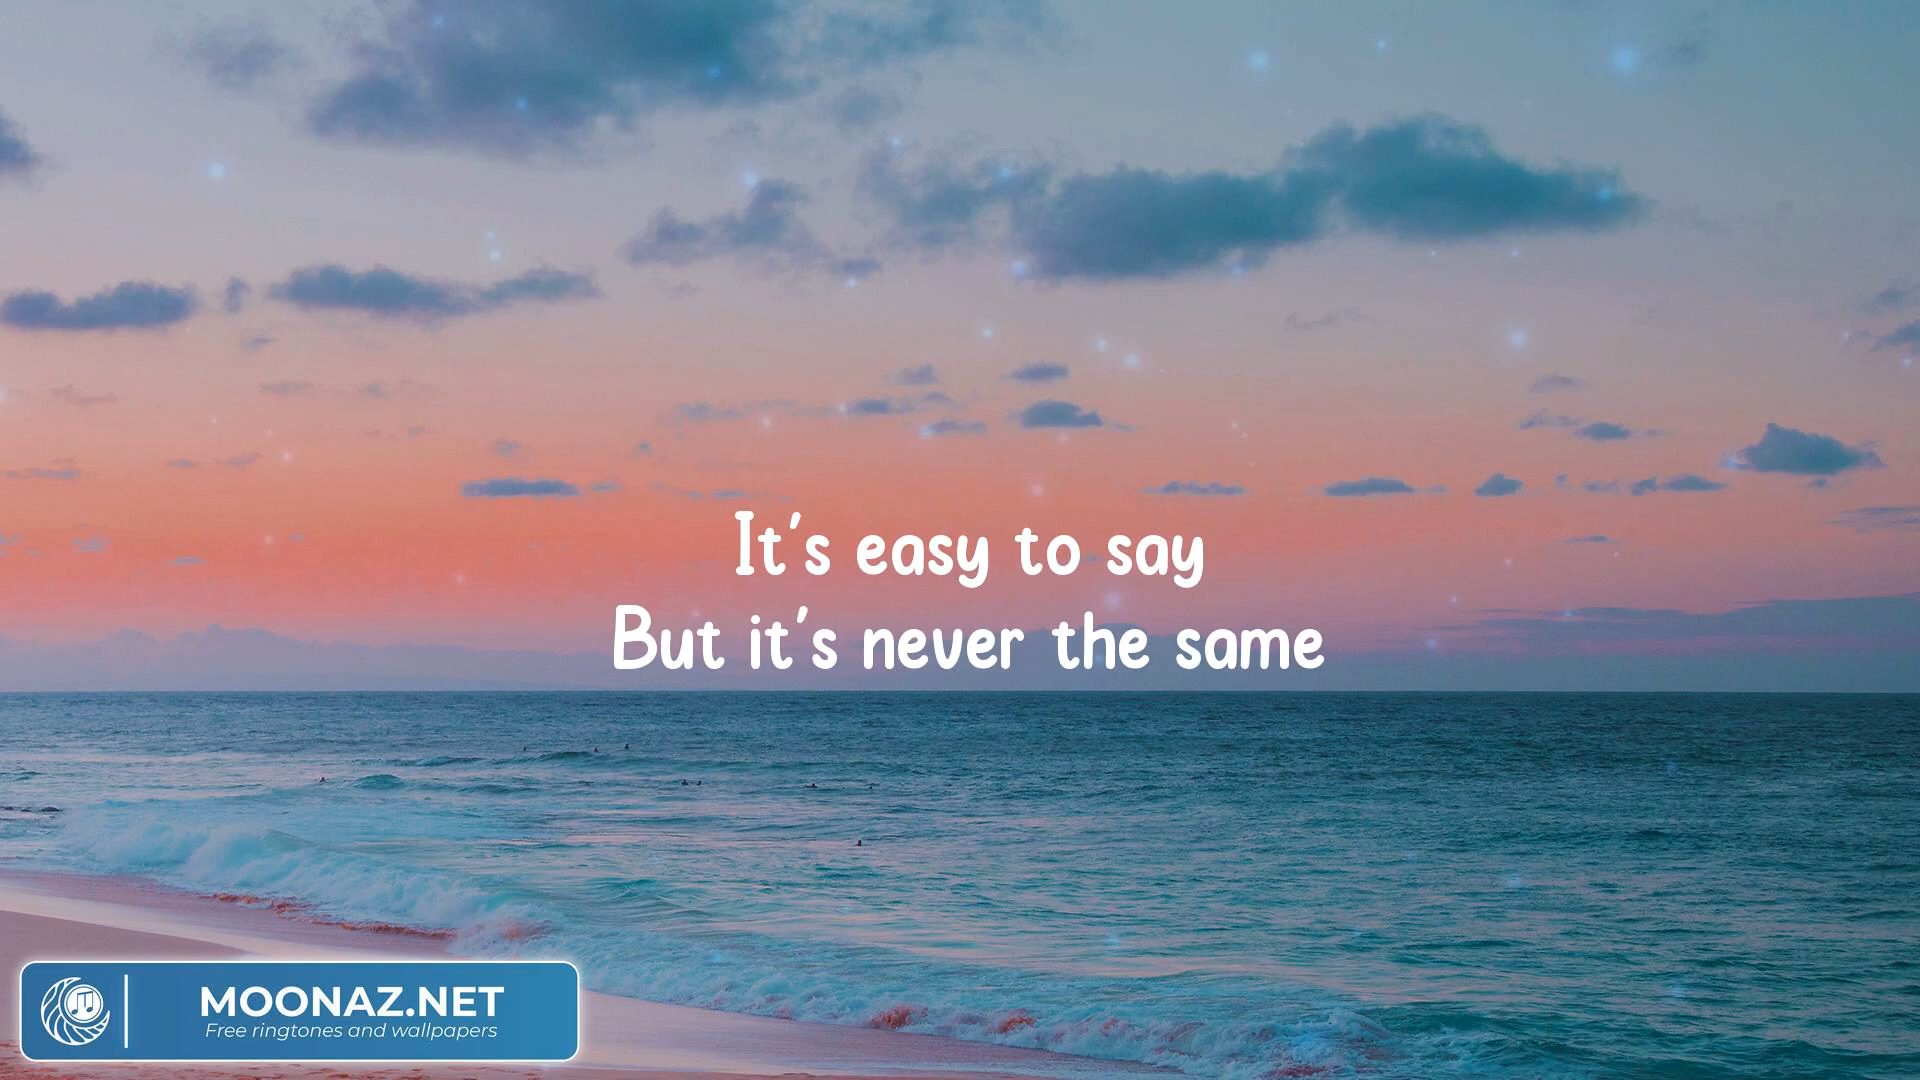 It's easy to say
But it's never the same
MOONAZ.NET
Free ringtones and wallpapers